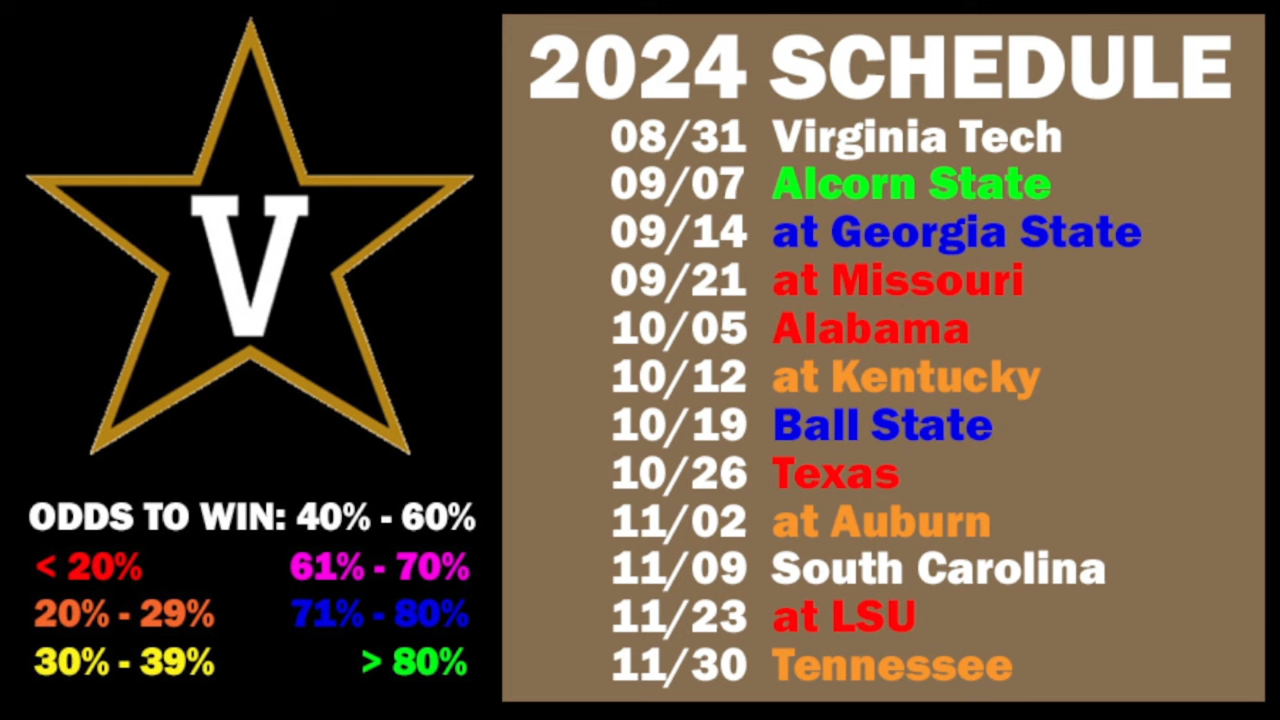 V
ODDS TO WIN: 40% - 60%
< 20% 61% - 70%
20% - 29% 71% - 80%
30% - 39% > 80%
2024 SCHEDULE
08/31 Virginia Tech
09/07 Alcorn State
09/14 at Georgia State
09/21 at Missouri
10/05 Alabama
10/12 at Kentucky
10/19 Ball State
10/26 Texas
11/02 at Auburn
11/09 South Carolina
11/23 at LSU
11/30 Tennessee